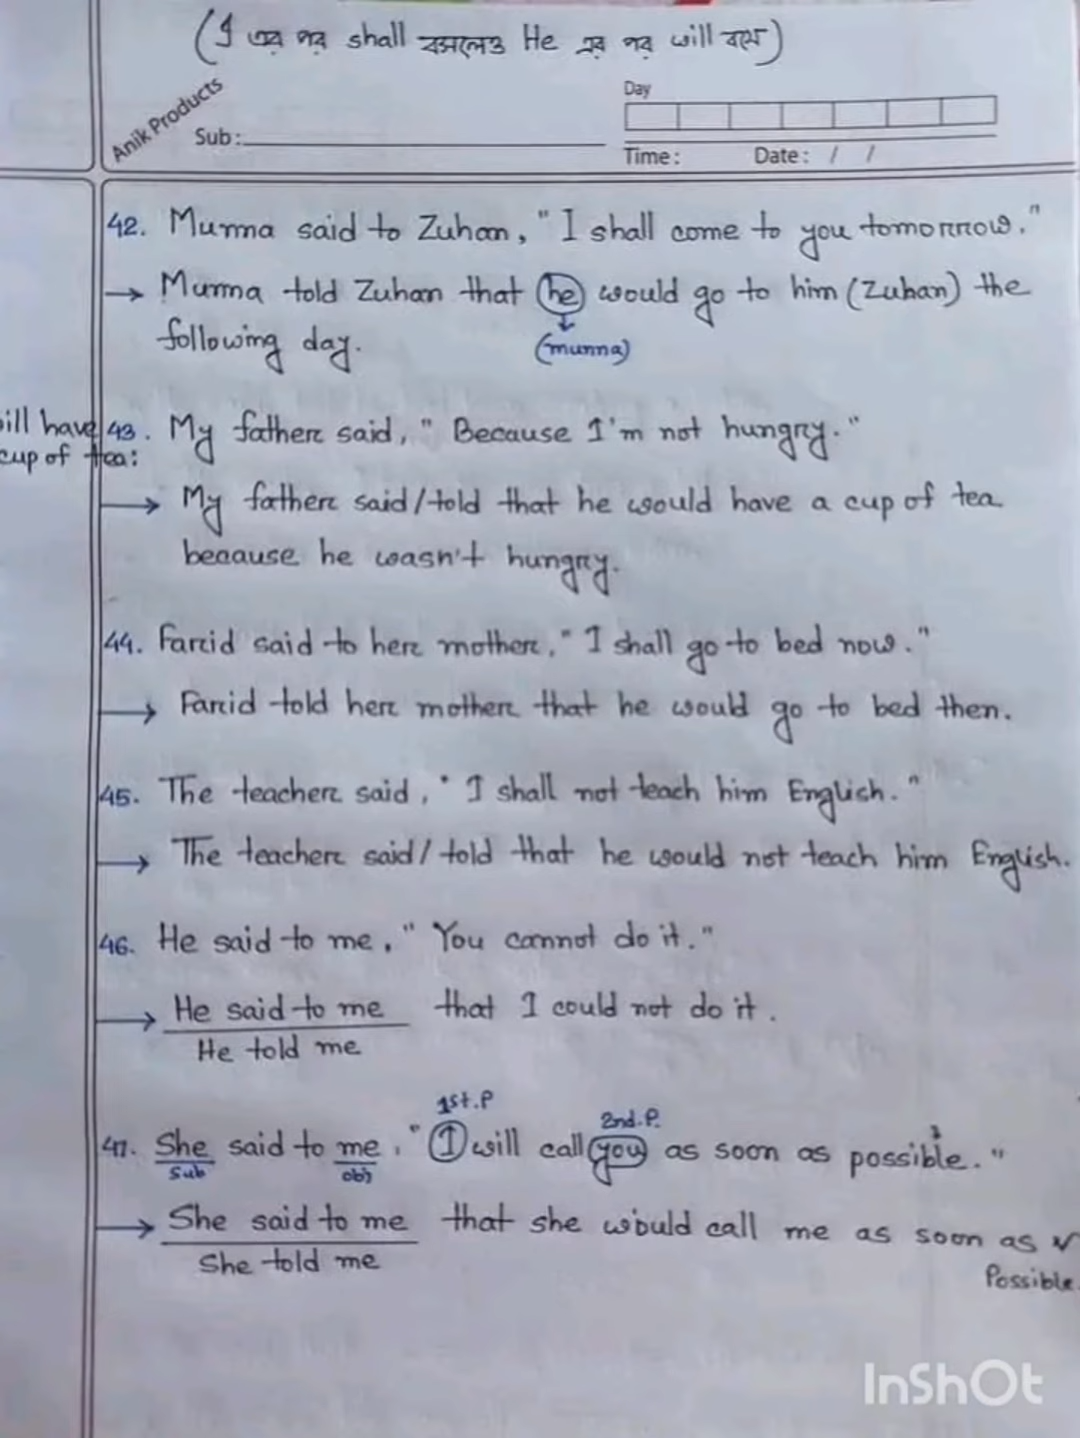 (I এর পর shall বসলেও He এর পর will বসে)
Anik Products
Day
Sub:
Time: Date: / /
42. Munna said to Zuhan, "I shall come to you tomorrow."
→ Munna told Zuhan that he would go to him (Zuhan) the
following day. (munna)
ill have 43. My father said, " Because I'm not hungry."
cup of tea:
→ My father said/told that he would have a cup of tea
because he wasn't hungry.
44. Farid said to her mother, "I shall go to bed now."
→ Farid told her mother that he would go to bed then.
45. The teacher said, " I shall not teach him English."
→ The teacher said/told that he would not teach him English.
46. He said to me, " You cannot do it."
→ He said to me that I could not do it.
He told me
1st.P 2nd.P.
47. She said to me, "I will call you as soon as possible."
Sub obj
→ She said to me that she would call me as soon as
She told me Possible.
InShOt